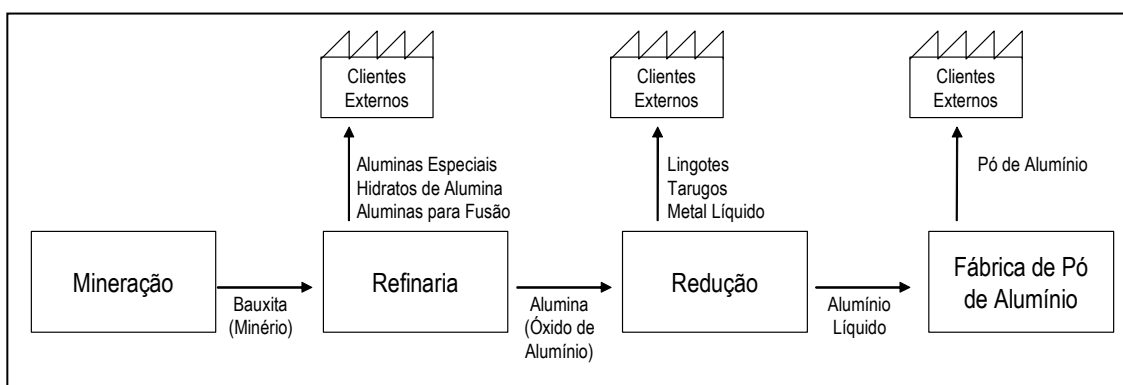 Clientes
Externos
Clientes
Externos
Clientes
Externos
Aluminas Especiais
Hidratos de Alumina
Aluminas para Fusão
Lingotes
Tarugos
Metal Líquido
Pó de Alumínio
Mineração
Bauxita
(Minério)
Refinaria
Alumina
(Óxido de
Alumínio)
Redução
Alumínio
Líquido
Fábrica de Pó
de Alumínio